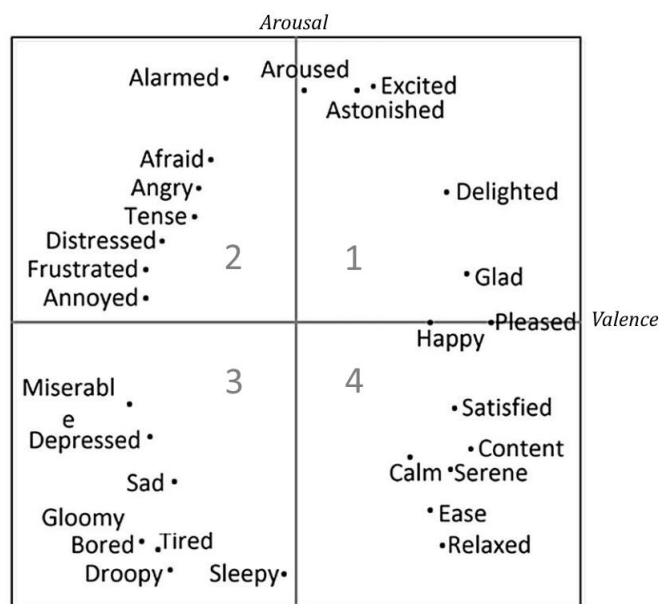 Arousal
Alarmed
Aroused
Excited
Astonished
Afraid
Angry
Delighted
Tense
Distressed
2
1
Frustrated
Glad
Annoyed
Pleased
Valence
Happy
3
4
Miserabl
e
Satisfied
Depressed
Content
Calm
Serene
Sad
Gloomy
Ease
Bored
Tired
Relaxed
Droopy
Sleepy